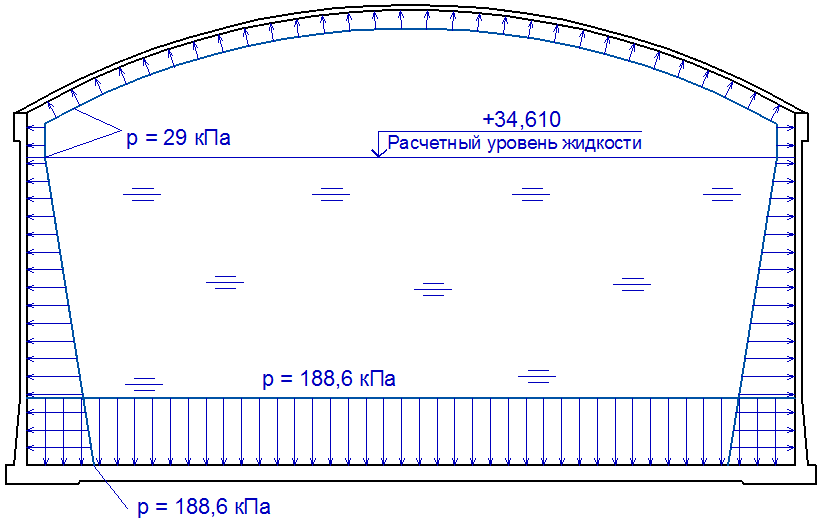 +34,610
p = 29 кПа
Расчетный уровень жидкости
p = 188,6 кПа
p = 188,6 кПа